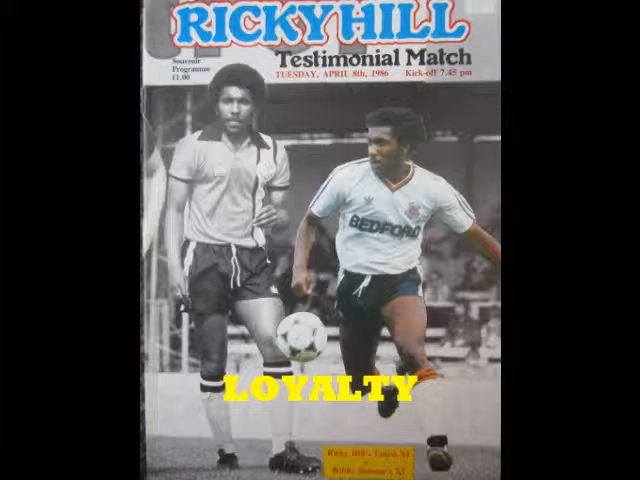 RICKY HILL
Testimonial Match
Souvenir
Programme
£1.00
TUESDAY, APRIL 8th, 1986 Kick-off 7.45 pm
BEDFORD
LOYALTY
Ricky Hill's Luton XI
v.
Bobby Robson's XI